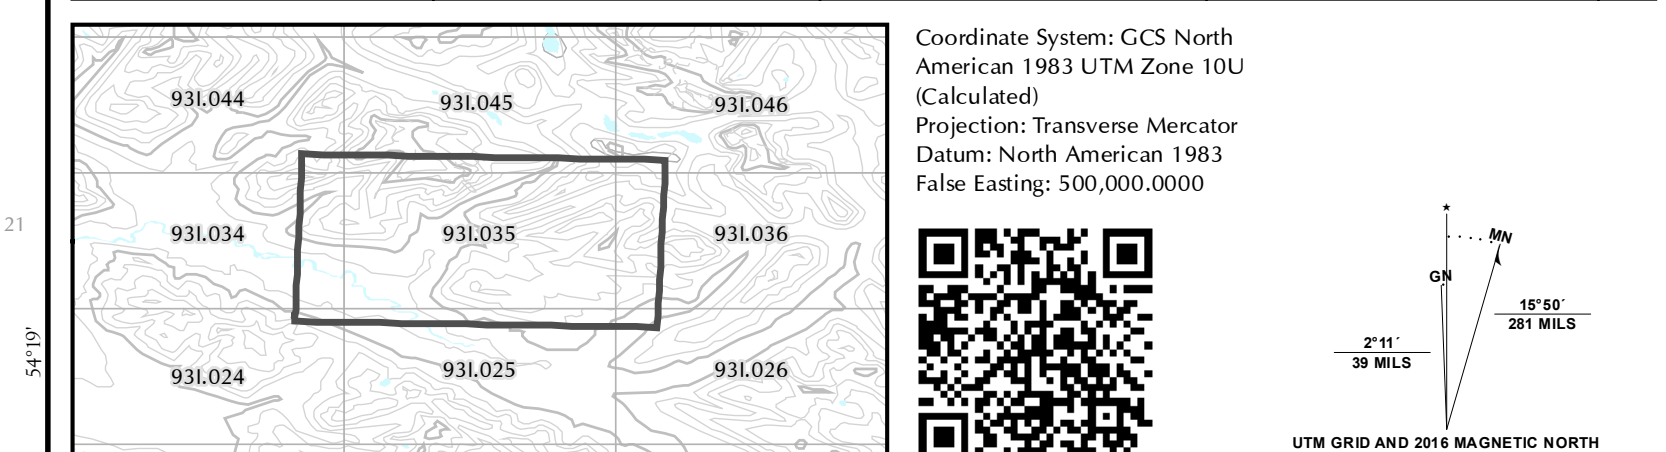 93I.044
93I.045
93I.046
21
93I.034
93I.035
93I.036
54°19'
93I.024
93I.025
93I.026
Coordinate System: GCS North
American 1983 UTM Zone 10U
(Calculated)
Projection: Transverse Mercator
Datum: North American 1983
False Easting: 500,000.0000
MN
GN
15°50´
281 MILS
2°11´
39 MILS
UTM GRID AND 2016 MAGNETIC NORTH